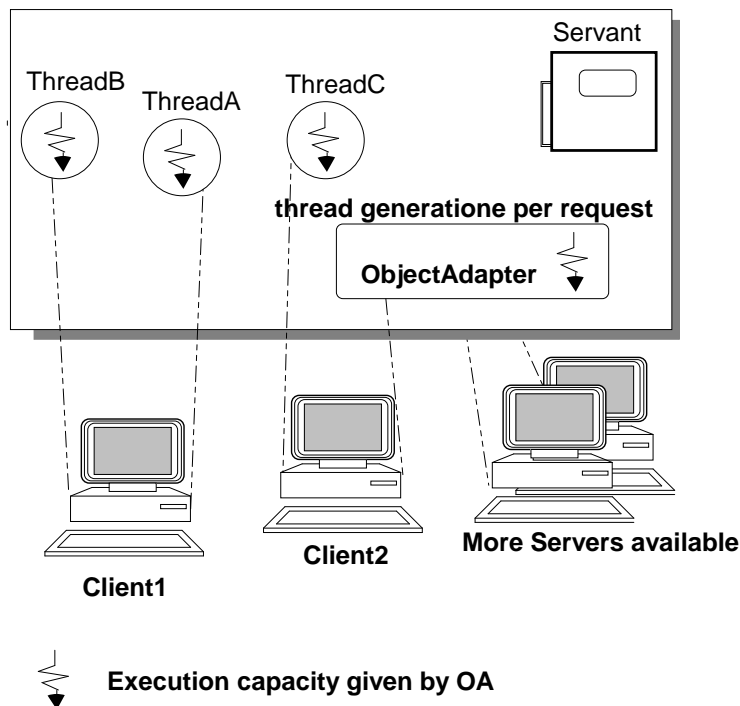 Servant
ThreadB
ThreadA
ThreadC
thread generatione per request
ObjectAdapter
More Servers available
Client2
Client1
Execution capacity given by OA